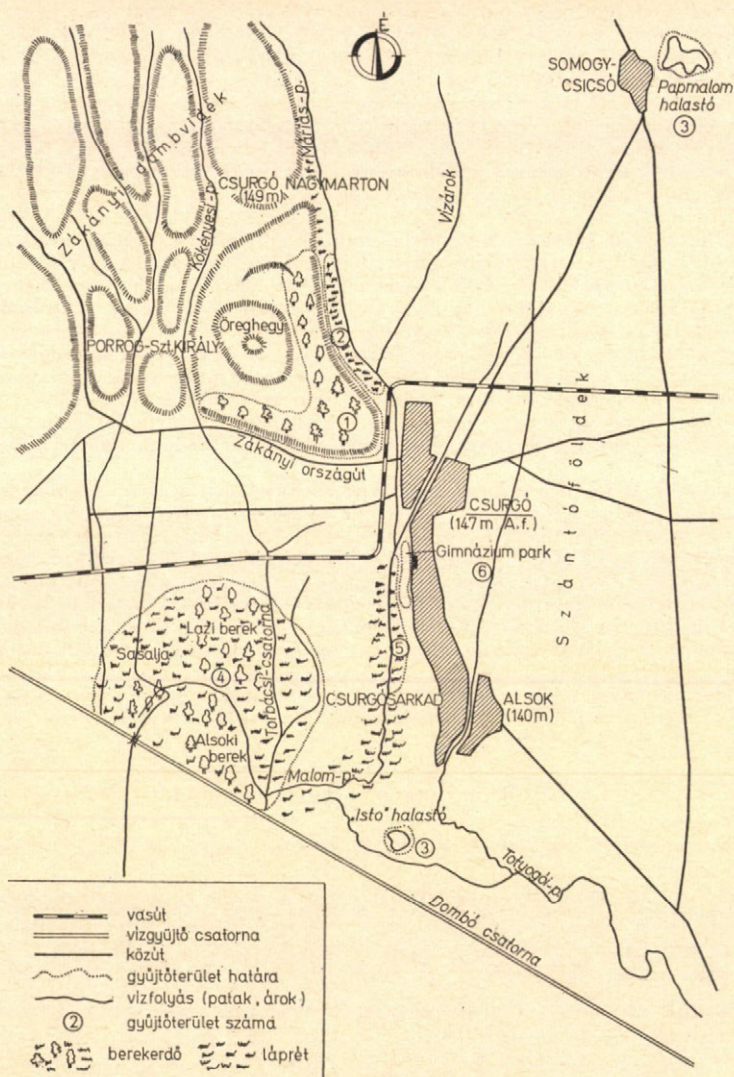 É
SOMOGY-
CSICSÓ
Papmalom
halastó
③
Zákányi dombvidék
Máriás-p.
CSURGÓ NAGYMARTON
(149 m)
Kökényesi-p.
Vízárok
Öreghegy
②
PORROG-Szt.KIRÁLY
①
Zákányi országút
CSURGÓ
(147 m A.f.)
Szántóföldek
Gimnázium park
⑥
Lazi berek
Sasalja
④
Torbácsi-csatorna
⑤
CSURGÓSARKAD
ALSOK
(140 m)
Alsoki
berek
Malom-p.
"Isto" halastó
③
Totyogói-p.
Dombó csatorna
vasút
vízgyűjtő csatorna
közút
gyűjtőterület határa
vízfolyás (patak, árok)
② gyűjtőterület száma
berekerdő láprét